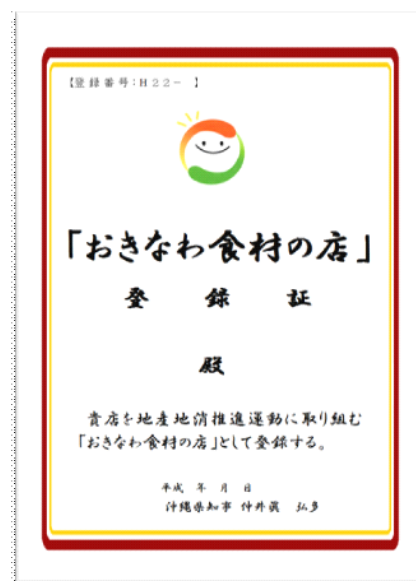 【登録番号:H22- 】
「おきなわ食材の店」
登 録 証
殿
貴店を地産地消推進運動に取り組む
「おきなわ食材の店」として登録する。
平成 年 月 日
沖縄県知事 仲井眞 弘多